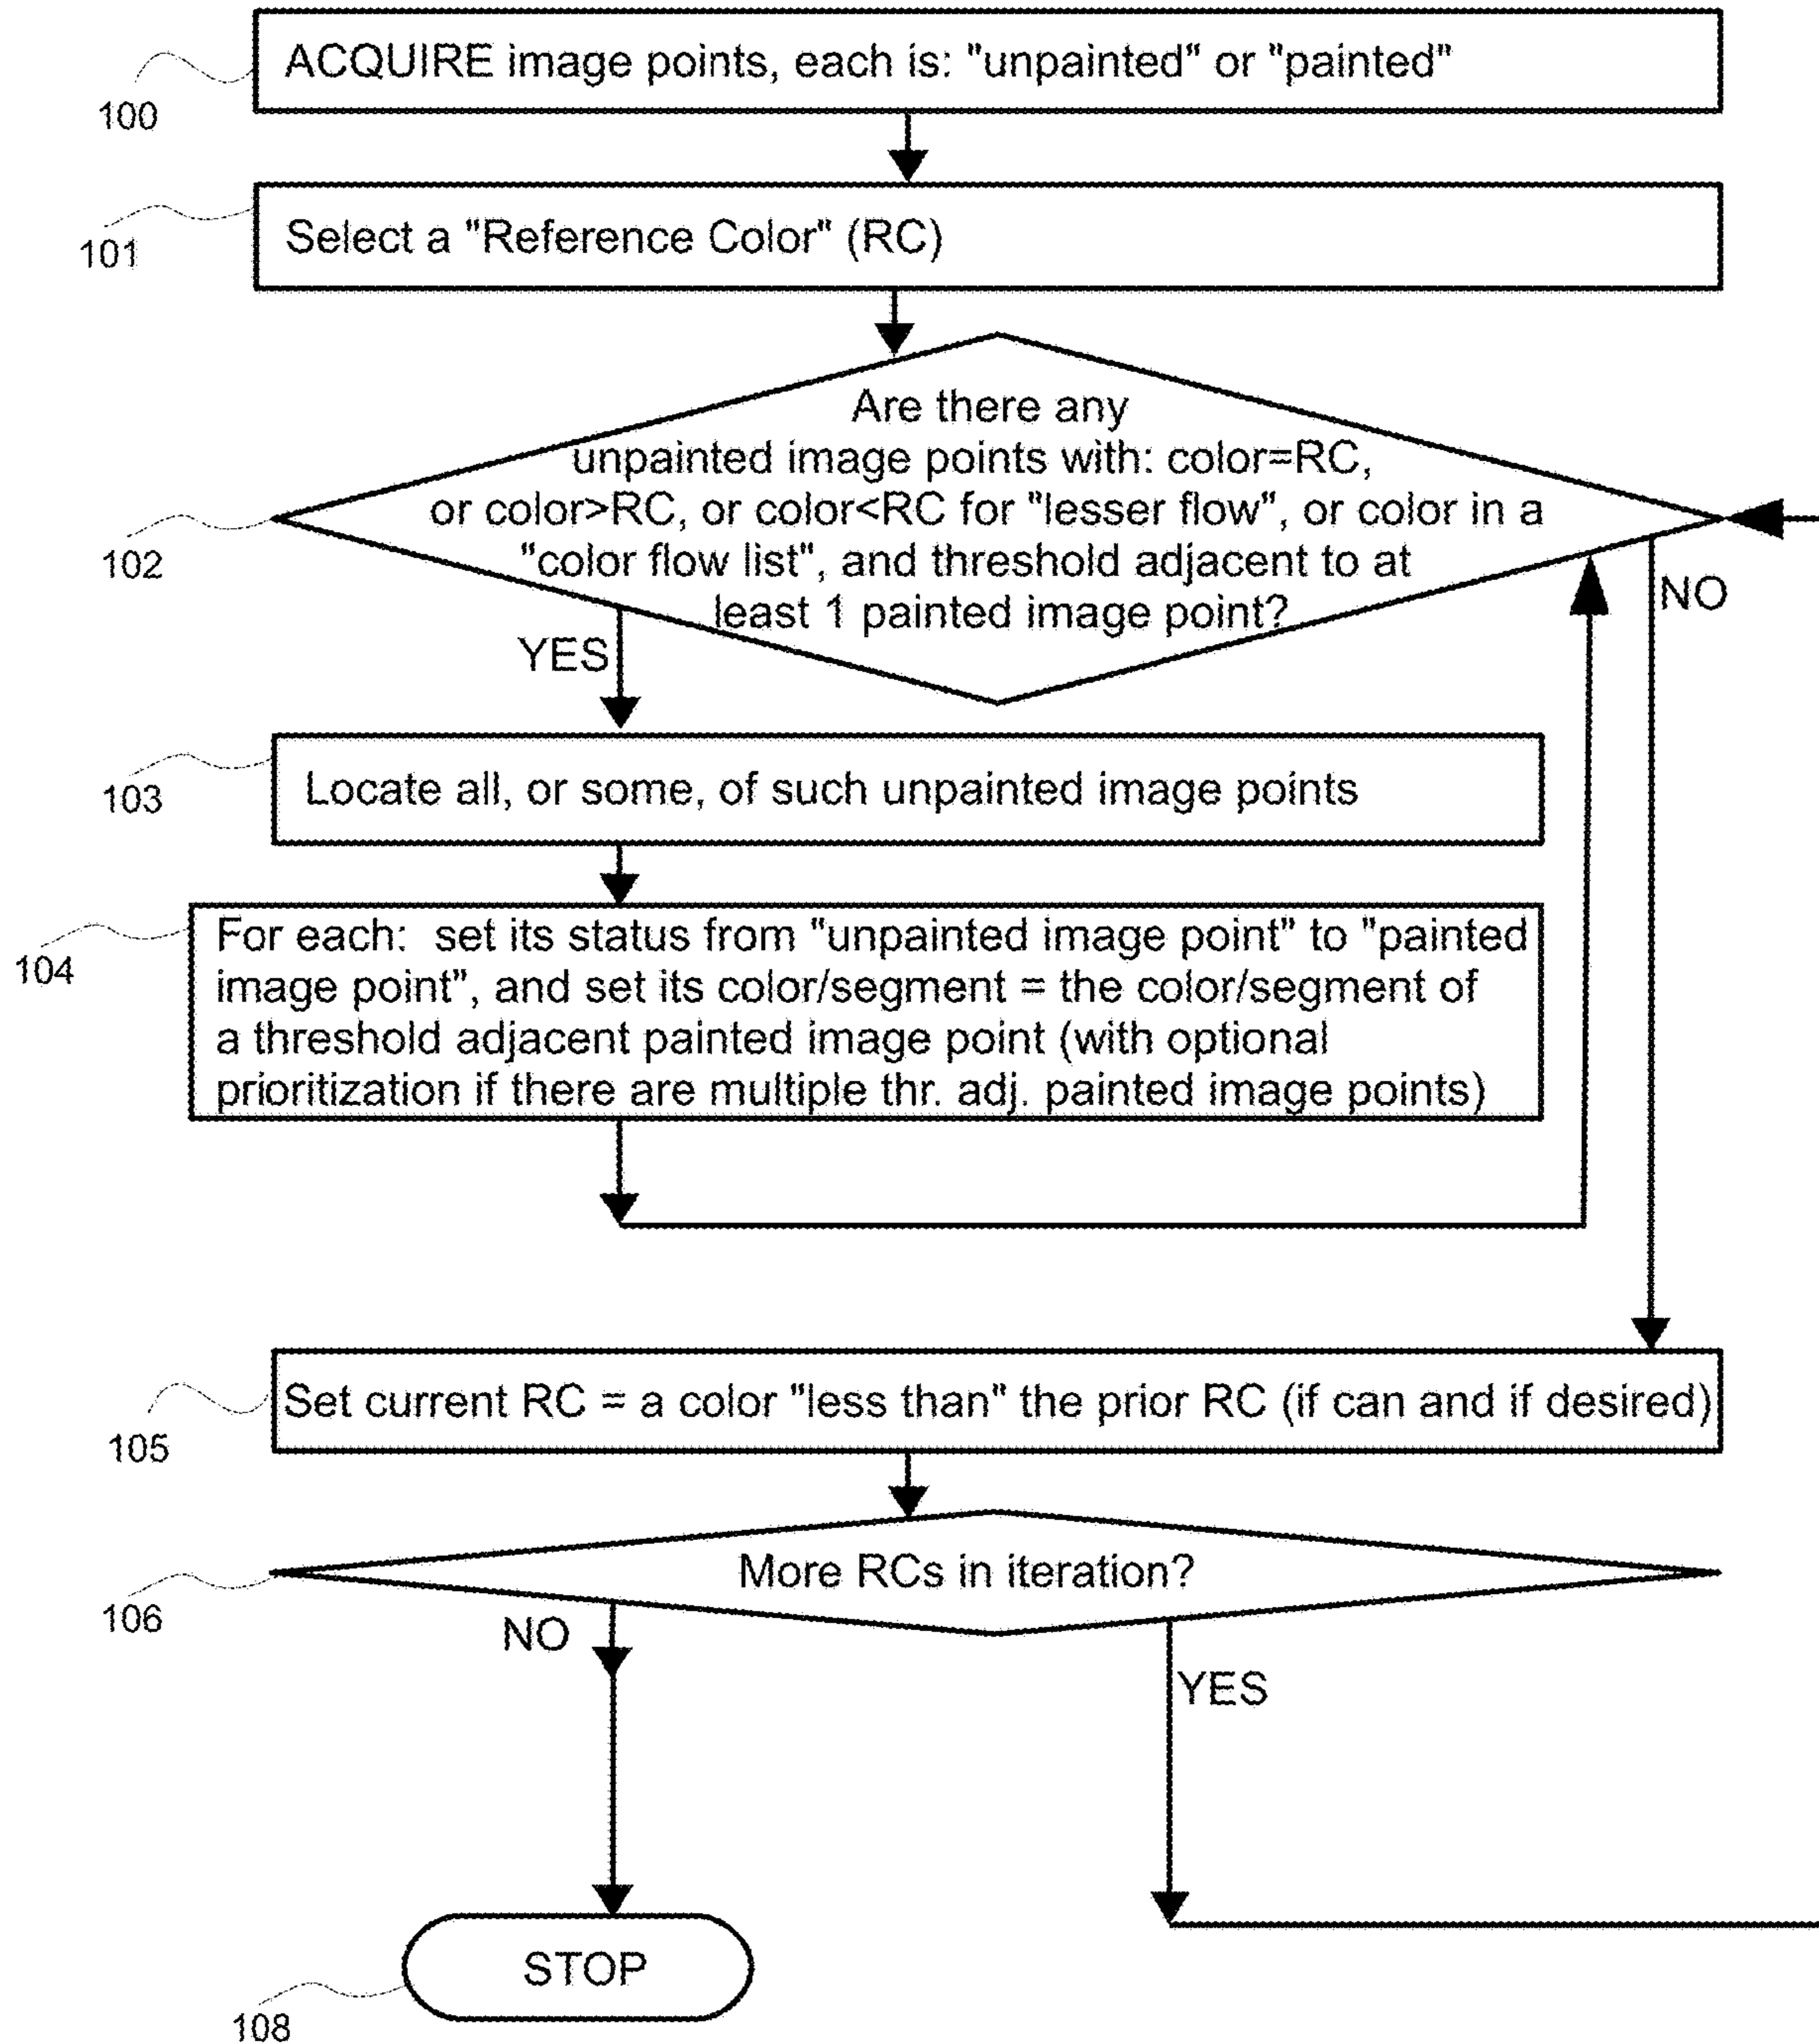 ACQUIRE image points, each is: "unpainted" or "painted"
100
Select a "Reference Color" (RC)
101
Are there any
unpainted image points with: color=RC,
or color>RC, or color<RC for "lesser flow", or color in a
"color flow list", and threshold adjacent to at
least 1 painted image point?
102
NO
YES
Locate all, or some, of such unpainted image points
103
For each: set its status from "unpainted image point" to "painted
image point", and set its color/segment = the color/segment of
a threshold adjacent painted image point (with optional
prioritization if there are multiple thr. adj. painted image points)
104
Set current RC = a color "less than" the prior RC (if can and if desired)
105
More RCs in iteration?
106
NO
YES
STOP
108